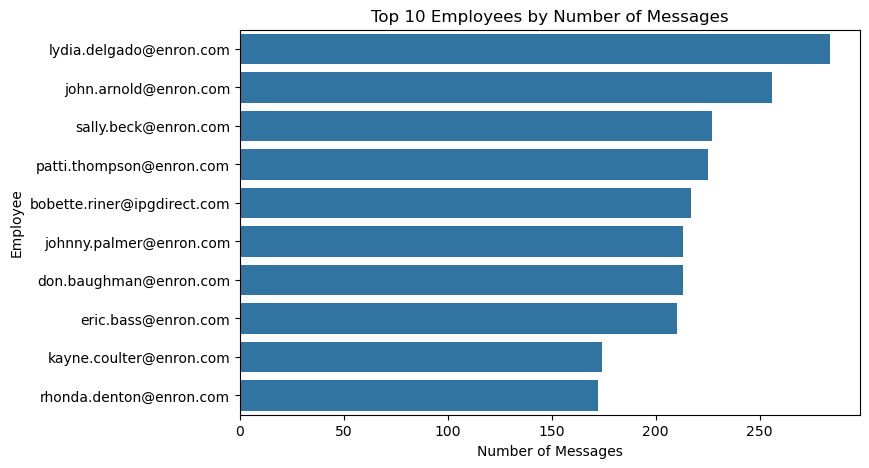 Top 10 Employees by Number of Messages
Employee
lydia.delgado@enron.com
john.arnold@enron.com
sally.beck@enron.com
patti.thompson@enron.com
bobette.riner@ipgdirect.com
johnny.palmer@enron.com
don.baughman@enron.com
eric.bass@enron.com
kayne.coulter@enron.com
rhonda.denton@enron.com
0 50 100 150 200 250
Number of Messages